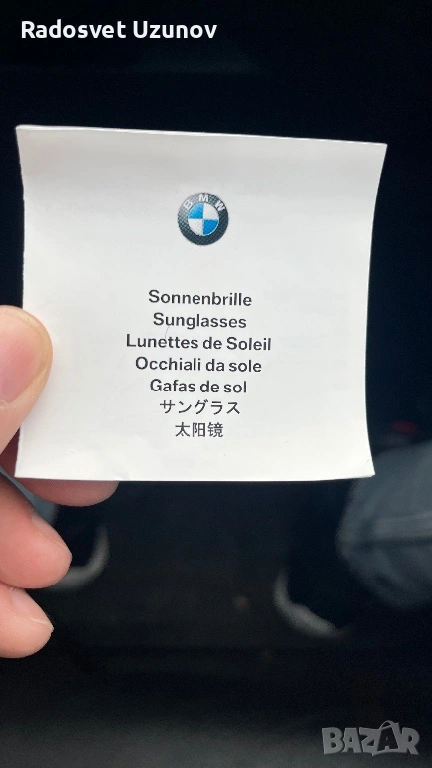 Radosvet Uzunov
BMW
Sonnenbrille
Sunglasses
Lunettes de Soleil
Occhiali da sole
Gafas de sol
サングラス
太阳镜
BAZAR